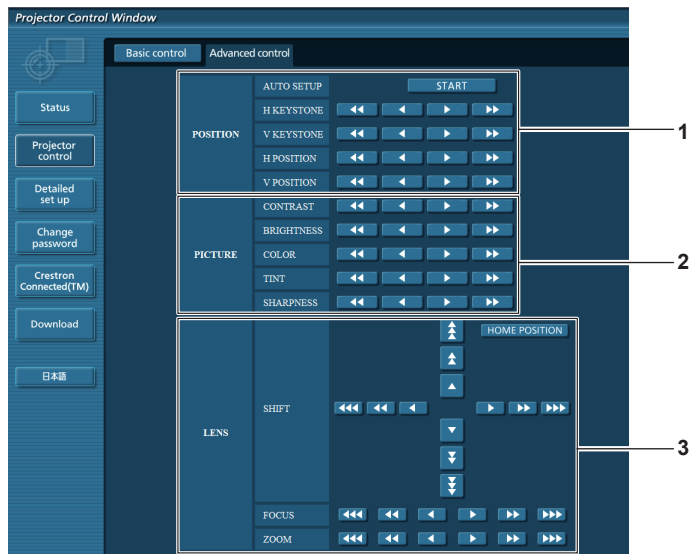 Projector Control Window
Basic control
Advanced control
Status
Projector
control
Detailed
set up
Change
password
Crestron
Connected(TM)
Download
日本語
POSITION
AUTO SETUP
START
H KEYSTONE
V KEYSTONE
H POSITION
V POSITION
1
PICTURE
CONTRAST
BRIGHTNESS
COLOR
TINT
SHARPNESS
2
LENS
SHIFT
HOME POSITION
FOCUS
ZOOM
3